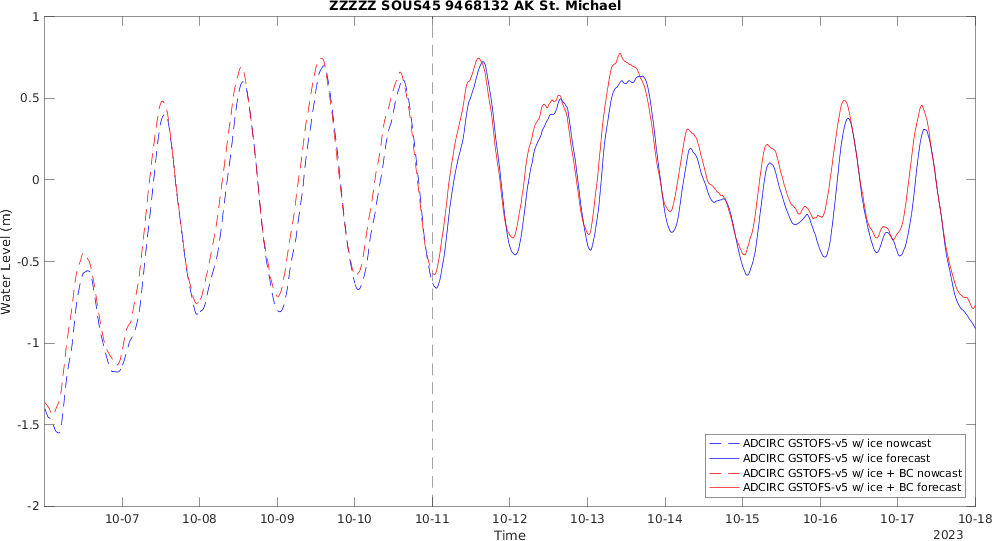 ZZZZZ SOUS45 9468132 AK St. Michael
1
0.5
0
-0.5
-1
-1.5
-2
Water Level (m)
10-07 10-08 10-09 10-10 10-11 10-12 10-13 10-14 10-15 10-16 10-17 10-18
Time
2023
ADCIRC GSTOFS-v5 w/ ice nowcast
ADCIRC GSTOFS-v5 w/ ice forecast
ADCIRC GSTOFS-v5 w/ ice + BC nowcast
ADCIRC GSTOFS-v5 w/ ice + BC forecast